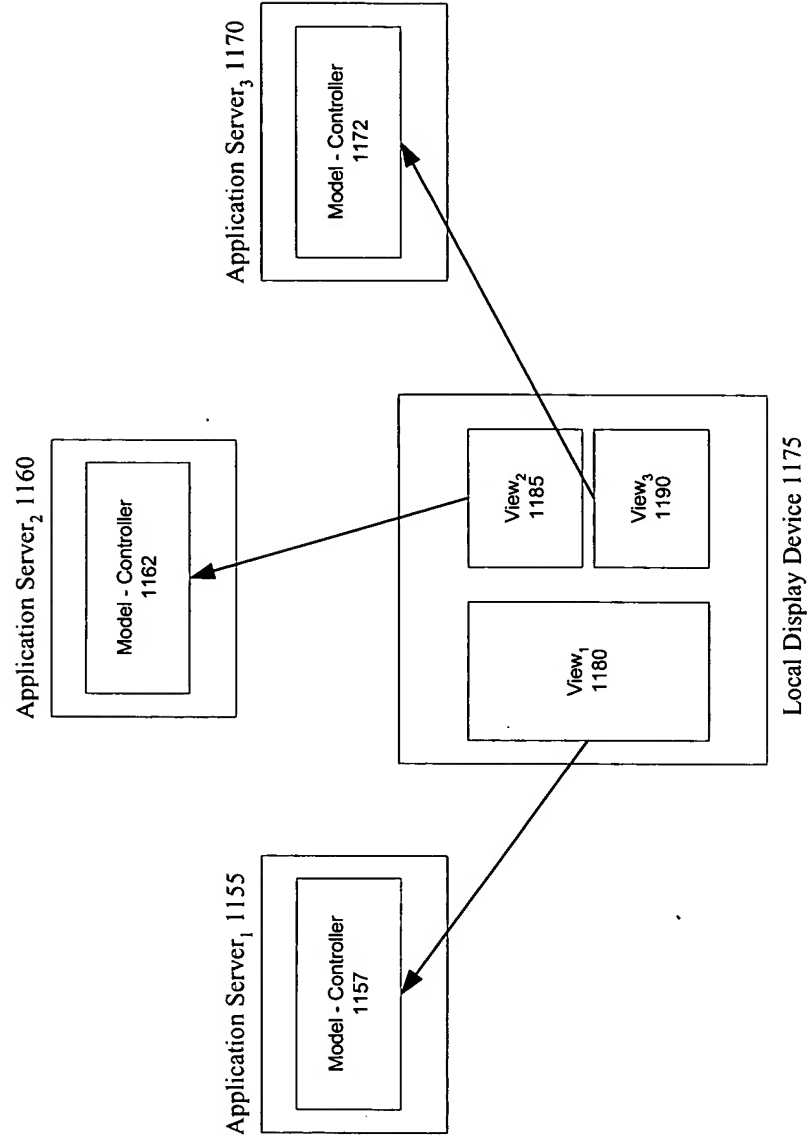 Application Server₁ 1155
Model - Controller
1157
Application Server₂ 1160
Model - Controller
1162
Application Server₃ 1170
Model - Controller
1172
View₁
1180
View₂
1185
View₃
1190
Local Display Device 1175